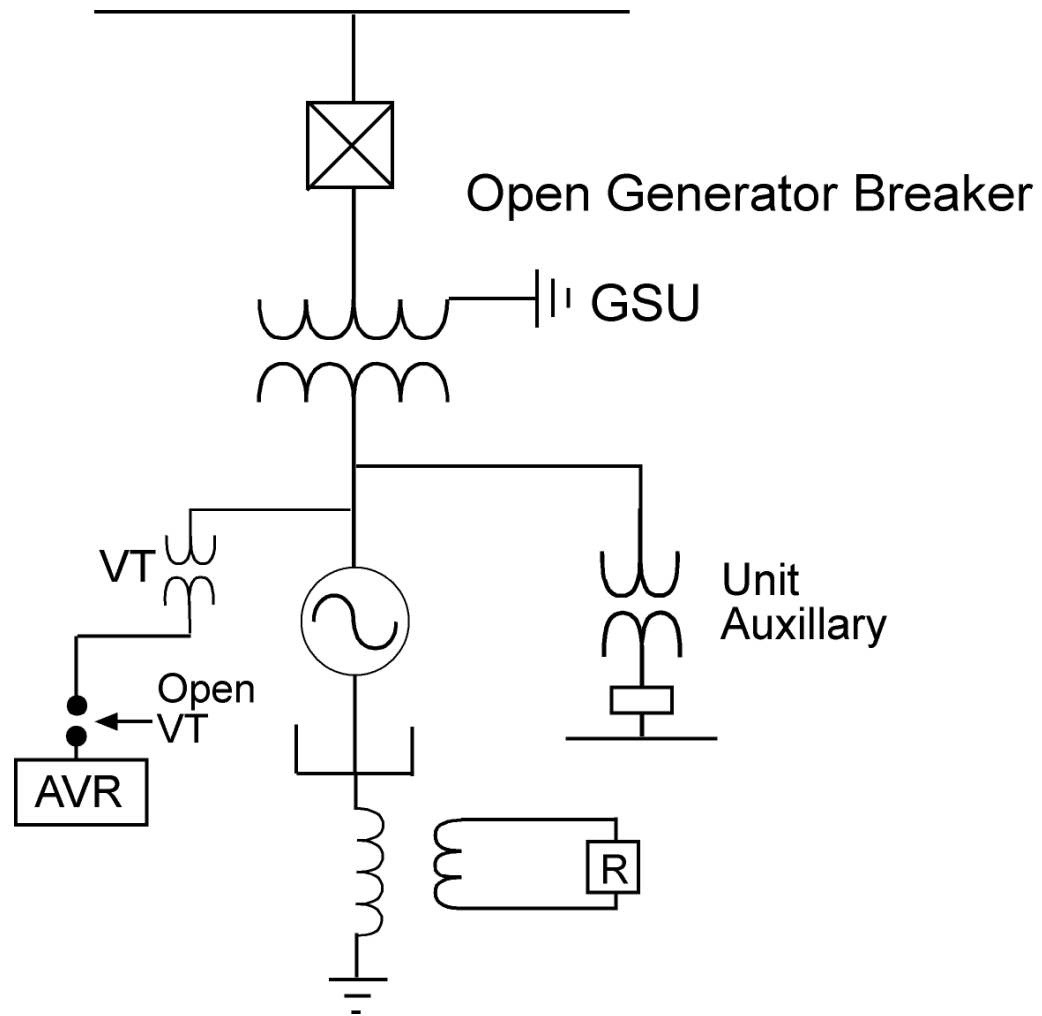 Open Generator Breaker
GSU
VT
Unit
Auxillary
Open
VT
AVR
R